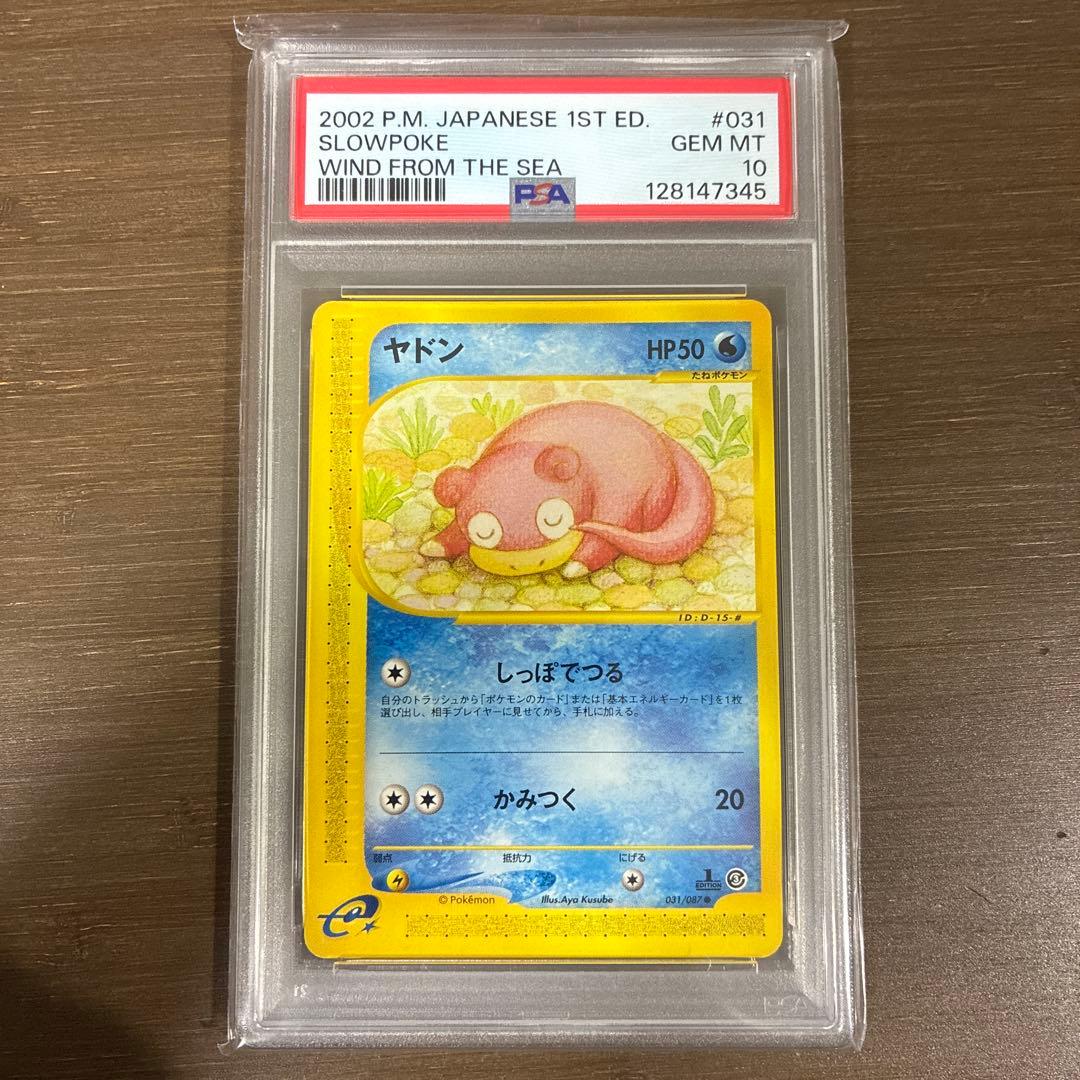 2002 P.M. JAPANESE 1ST ED. #031
SLOWPOKE GEM MT
WIND FROM THE SEA 10
PSA 128147345
ヤドン HP50
たねポケモン
ID:D-15-#
しっぽでつる
自分のトラッシュから「ポケモンのカード」または「基本エネルギーカード」を1枚
選び出し、相手プレイヤーに見せてから、手札に加える。
かみつく 20
弱点 抵抗力 にげる
1 EDITION 3
©Pokémon Illus.Aya Kusube 031/087 ●
e
PSA